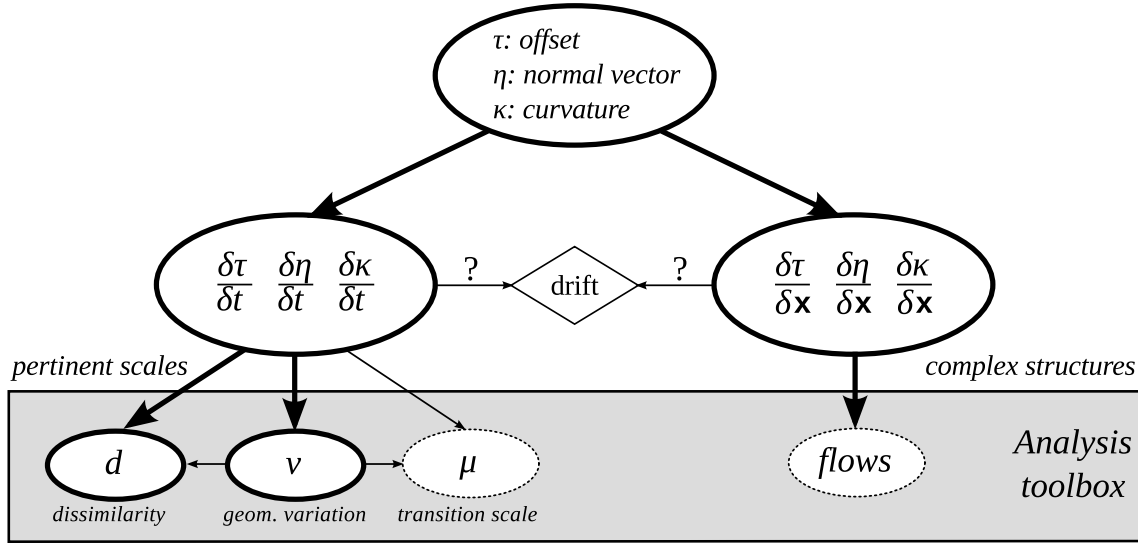 τ: offset
η: normal vector
κ: curvature
δτ δη δκ
δt δt δt
?
drift
?
δτ δη δκ
δx δx δx
pertinent scales
complex structures
d
ν
μ
flows
Analysis
toolbox
dissimilarity
geom. variation
transition scale